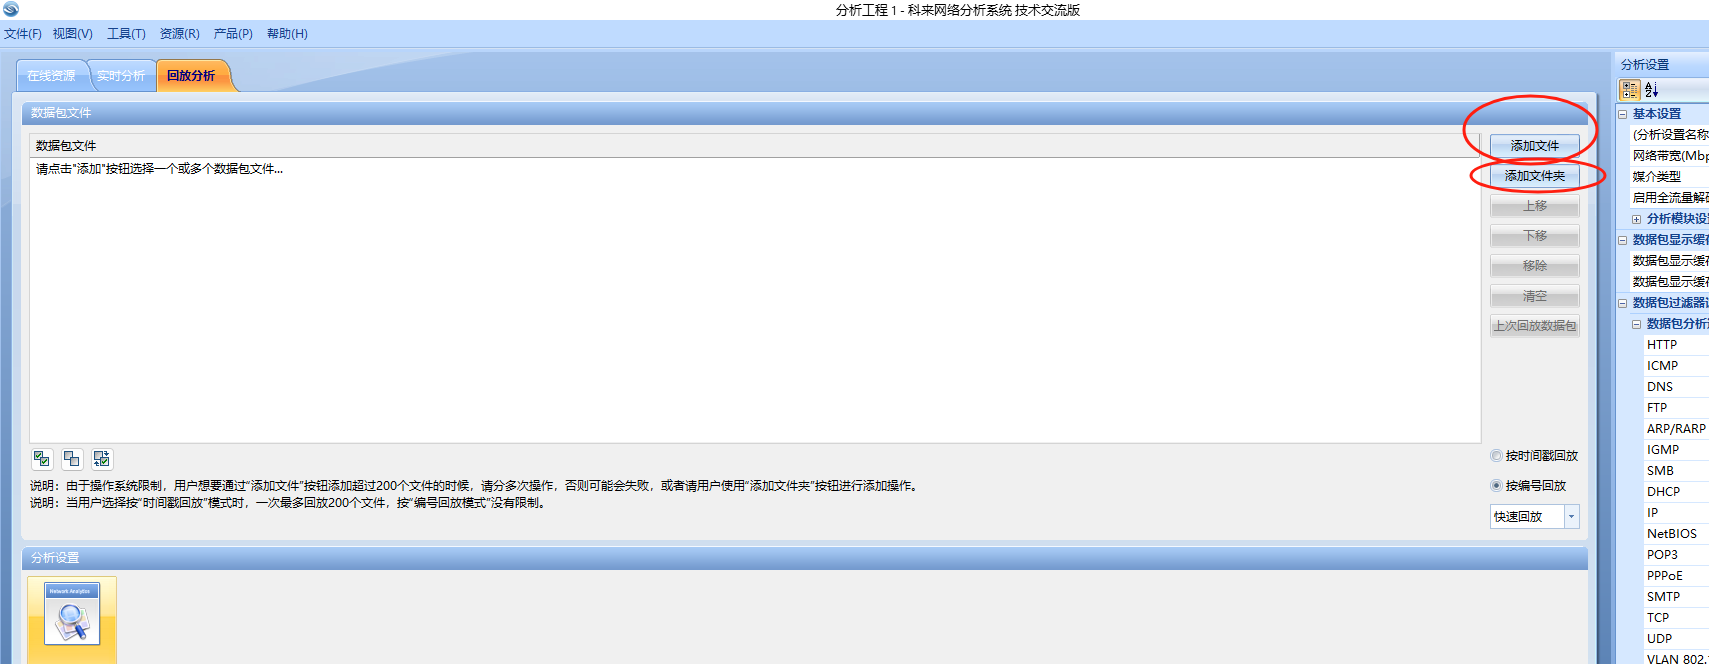 分析工程 1 - 科来网络分析系统 技术交流版
文件(F) 视图(V) 工具(T) 资源(R) 产品(P) 帮助(H)
在线资源 实时分析 回放分析
数据包文件
数据包文件
请点击"添加"按钮选择一个或多个数据包文件...
添加文件
添加文件夹
上移
下移
移除
清空
上次回放数据包
按时间戳回放
按编号回放
快速回放
说明：由于操作系统限制，用户想要通过“添加文件”按钮添加超过200个文件的时候，请分多次操作，否则可能会失败，或者请用户使用“添加文件夹”按钮进行添加操作。
说明：当用户选择按“时间戳回放”模式时，一次最多回放200个文件，按“编号回放模式”没有限制。
分析设置
Network Analytics
分析设置
基本设置
(分析设置名称
网络带宽(Mbp
媒介类型
启用全流量解码
分析模块设
数据包显示缓存
数据包显示缓存
数据包显示缓存
数据包过滤器设
数据包分析
HTTP
ICMP
DNS
FTP
ARP/RARP
IGMP
SMB
DHCP
IP
NetBIOS
POP3
PPPoE
SMTP
TCP
UDP
VLAN 802.